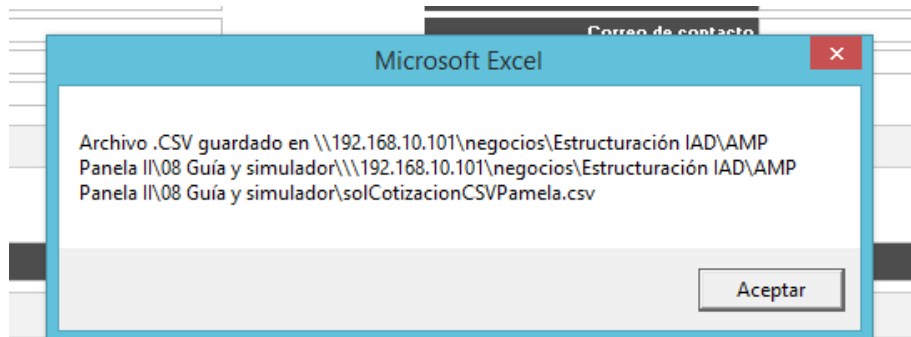 Correo de contacto
Microsoft Excel
Archivo .CSV guardado en \\192.168.10.101\negocios\Estructuración IAD\AMP
Panela II\08 Guía y simulador\\\192.168.10.101\negocios\Estructuración IAD\AMP
Panela II\08 Guía y simulador\solCotizacionCSVPamela.csv
Aceptar